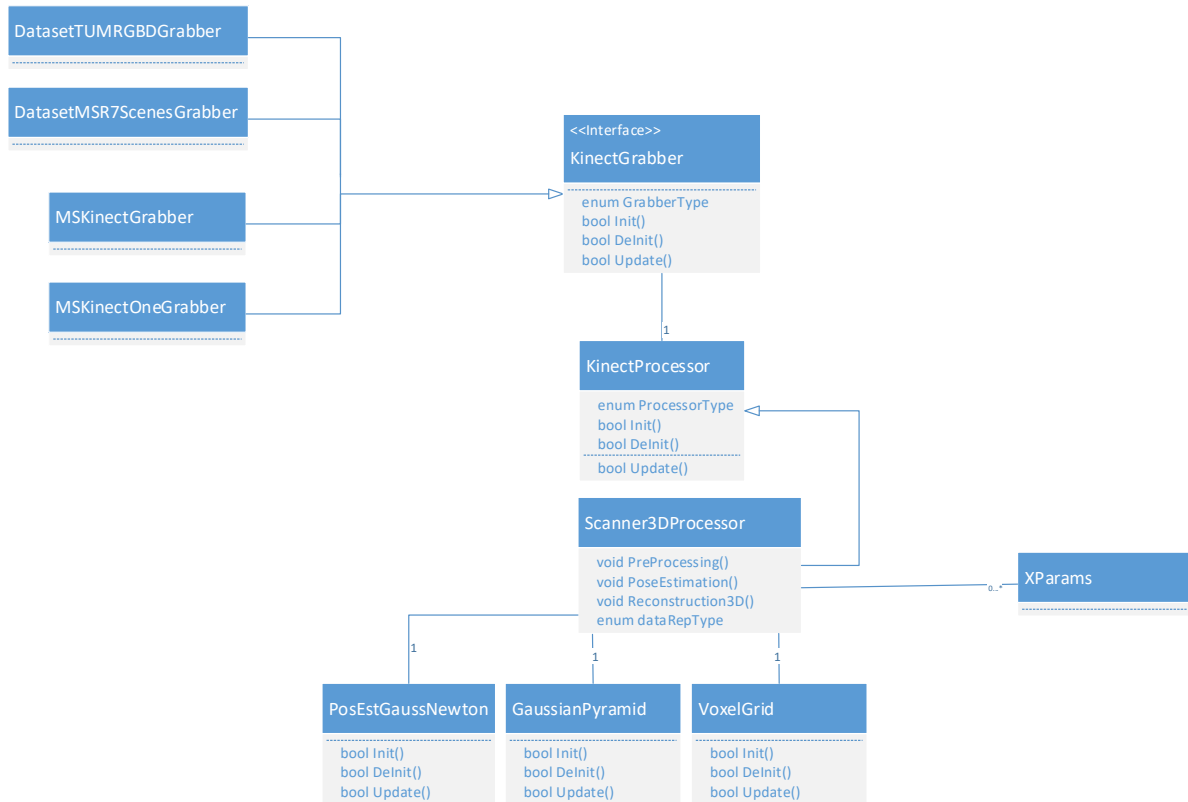 DatasetTUMRGBDGrabber
DatasetMSR7ScenesGrabber
MSKinectGrabber
MSKinectOneGrabber
<<Interface>>
KinectGrabber
enum GrabberType
bool Init()
bool DeInit()
bool Update()
1
KinectProcessor
enum ProcessorType
bool Init()
bool DeInit()
bool Update()
Scanner3DProcessor
void PreProcessing()
void PoseEstimation()
void Reconstruction3D()
enum dataRepType
0...*
XParams
1
1
1
PosEstGaussNewton
bool Init()
bool DeInit()
bool Update()
GaussianPyramid
bool Init()
bool DeInit()
bool Update()
VoxelGrid
bool Init()
bool DeInit()
bool Update()